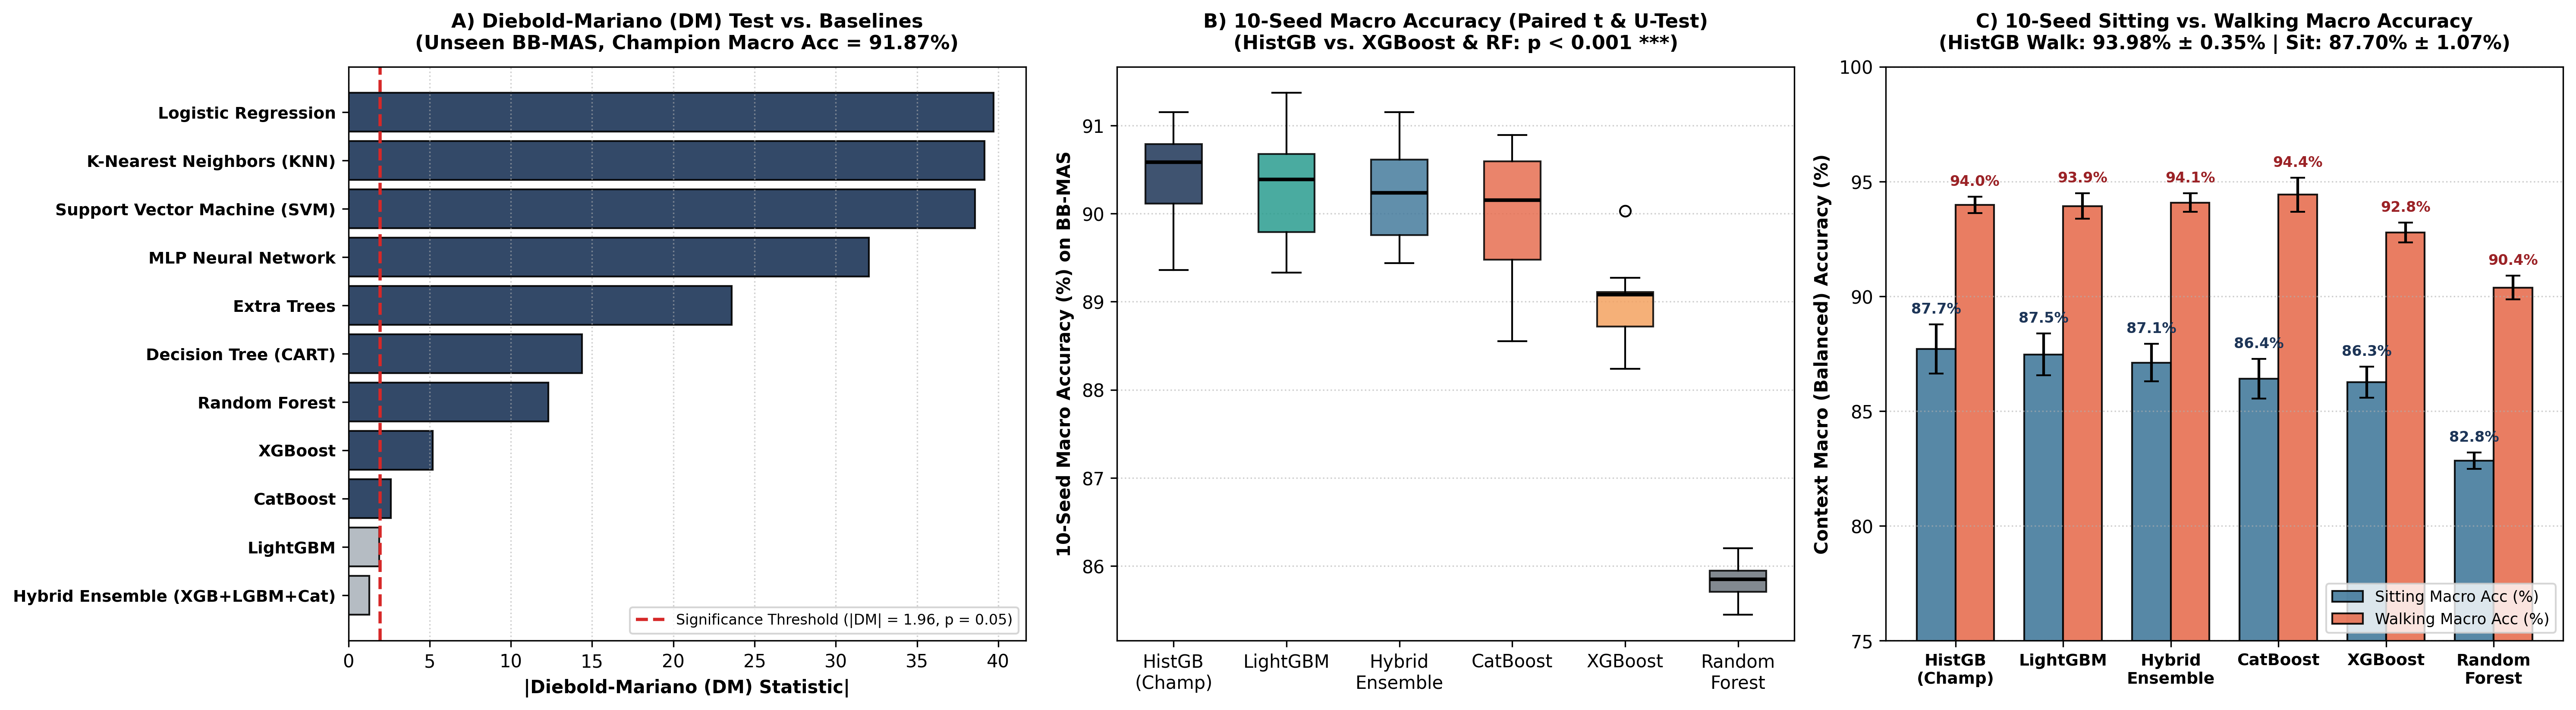 A) Diebold-Mariano (DM) Test vs. Baselines
(Unseen BB-MAS, Champion Macro Acc = 91.87%)
Logistic Regression
K-Nearest Neighbors (KNN)
Support Vector Machine (SVM)
MLP Neural Network
Extra Trees
Decision Tree (CART)
Random Forest
XGBoost
CatBoost
LightGBM
Hybrid Ensemble (XGB+LGBM+Cat)
Significance Threshold (|DM| = 1.96, p = 0.05)
0 5 10 15 20 25 30 35 40
|Diebold-Mariano (DM) Statistic|
B) 10-Seed Macro Accuracy (Paired t & U-Test)
(HistGB vs. XGBoost & RF: p < 0.001 ***)
10-Seed Macro Accuracy (%) on BB-MAS
91
90
89
88
87
86
HistGB
(Champ)
LightGBM
Hybrid
Ensemble
CatBoost
XGBoost
Random
Forest
C) 10-Seed Sitting vs. Walking Macro Accuracy
(HistGB Walk: 93.98% ± 0.35% | Sit: 87.70% ± 1.07%)
Context Macro (Balanced) Accuracy (%)
100
95
90
85
80
75
87.7%
94.0%
87.5%
93.9%
87.1%
94.1%
86.4%
94.4%
86.3%
92.8%
82.8%
90.4%
Sitting Macro Acc (%)
Walking Macro Acc (%)
HistGB
(Champ)
LightGBM
Hybrid
Ensemble
CatBoost
XGBoost
Random
Forest